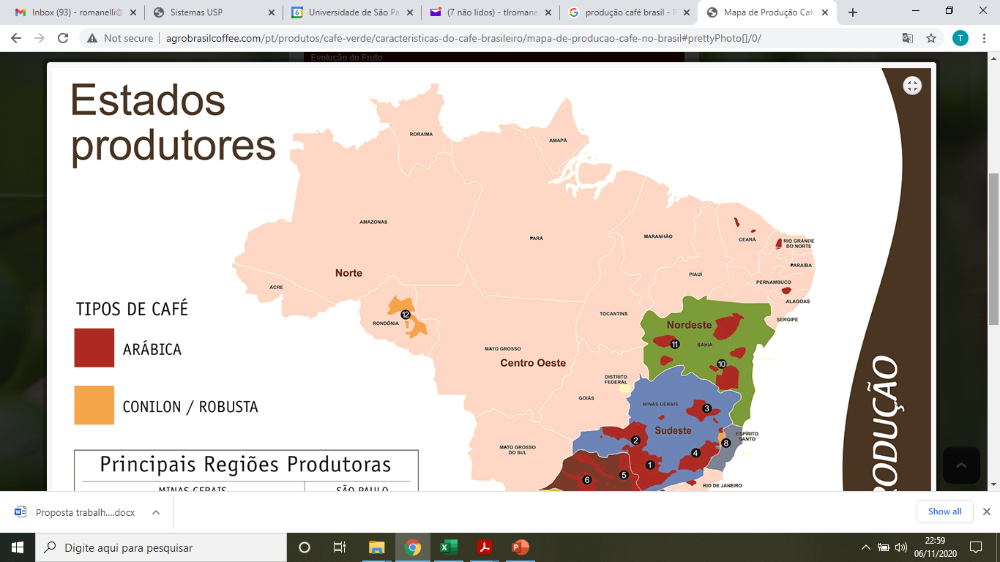 Inbox (93) - romanelli@
Sistemas USP
Universidade de São Pa
(7 não lidos) - tlromane
produção café brasil - P
Mapa de Produção Café
Not secure
agrobrasilcoffee.com/pt/produtos/cafe-verde/caracteristicas-do-cafe-brasileiro/mapa-de-producao-cafe-no-brasil#prettyPhoto[]/0/
T
Evolução do Fruto
Estados
produtores
RORAIMA
AMAPÁ
AMAZONAS
PARÁ
MARANHÃO
CEARÁ
RIO GRANDE
DO NORTE
PARAÍBA
PIAUÍ
PERNAMBUCO
ALAGOAS
SERGIPE
Norte
ACRE
RONDÔNIA
12
TOCANTINS
Nordeste
BAHIA
11
10
MATO GROSSO
Centro Oeste
DISTRITO
FEDERAL
GOIÁS
MINAS GERAIS
3
Sudeste
ESPÍRITO
SANTO
8
2
4
1
MATO GROSSO
DO SUL
5
6
RIO DE JANEIRO
TIPOS DE CAFÉ
ARÁBICA
CONILON / ROBUSTA
Principais Regiões Produtoras
MINAS GERAIS
SÃO PAULO
RODUÇÃO
Proposta trabalh....docx
Show all
Digite aqui para pesquisar
22:59
06/11/2020